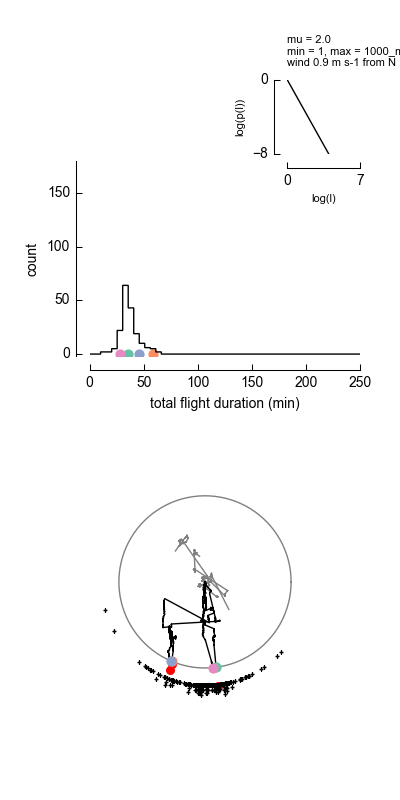 mu = 2.0
min = 1, max = 1000_m
wind 0.9 m s-1 from N
0
log(p(l))
−8
0 7
log(l)
150
100
count
50
0
0 50 100 150 200 250
total flight duration (min)